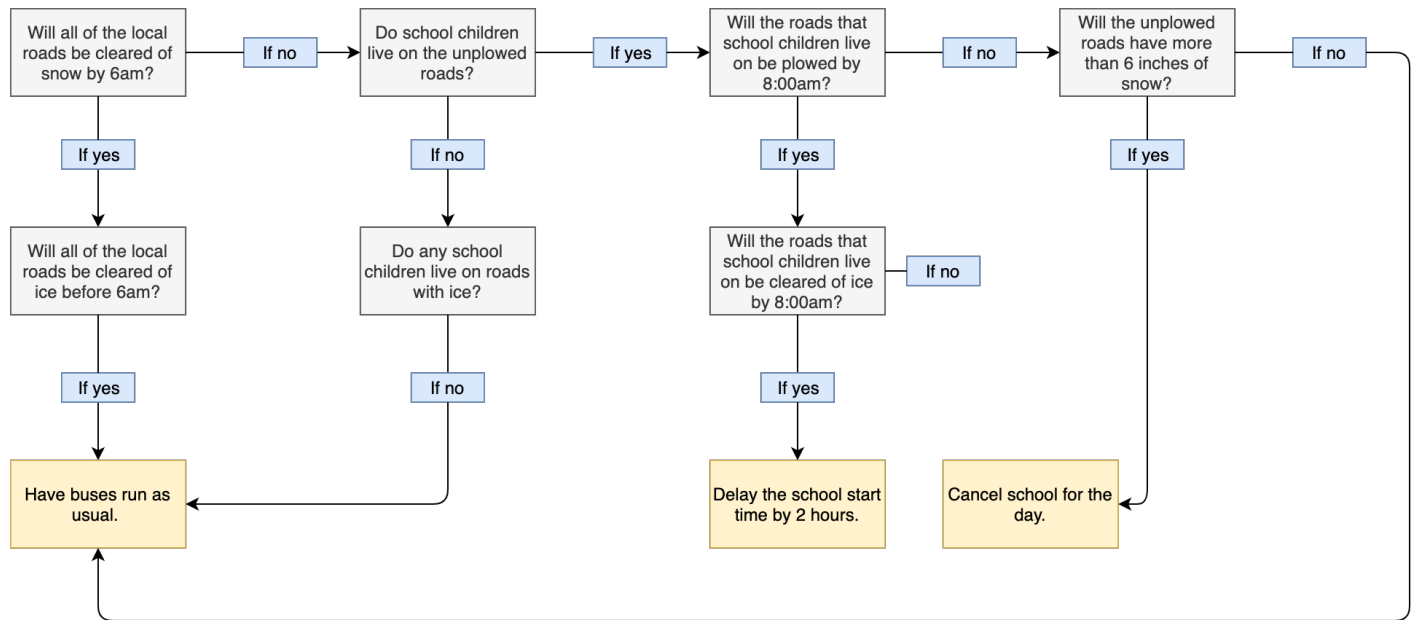 Will all of the local
roads be cleared of
snow by 6am?
If no
Do school children
live on the unplowed
roads?
If yes
Will the roads that
school children live
on be plowed by
8:00am?
If no
Will the unplowed
roads have more
than 6 inches of
snow?
If no
If yes
If no
If yes
If yes
Will all of the local
roads be cleared of
ice before 6am?
Do any school
children live on roads
with ice?
Will the roads that
school children live
on be cleared of ice
by 8:00am?
If no
If yes
If no
If yes
Have buses run as
usual.
Delay the school start
time by 2 hours.
Cancel school for the
day.